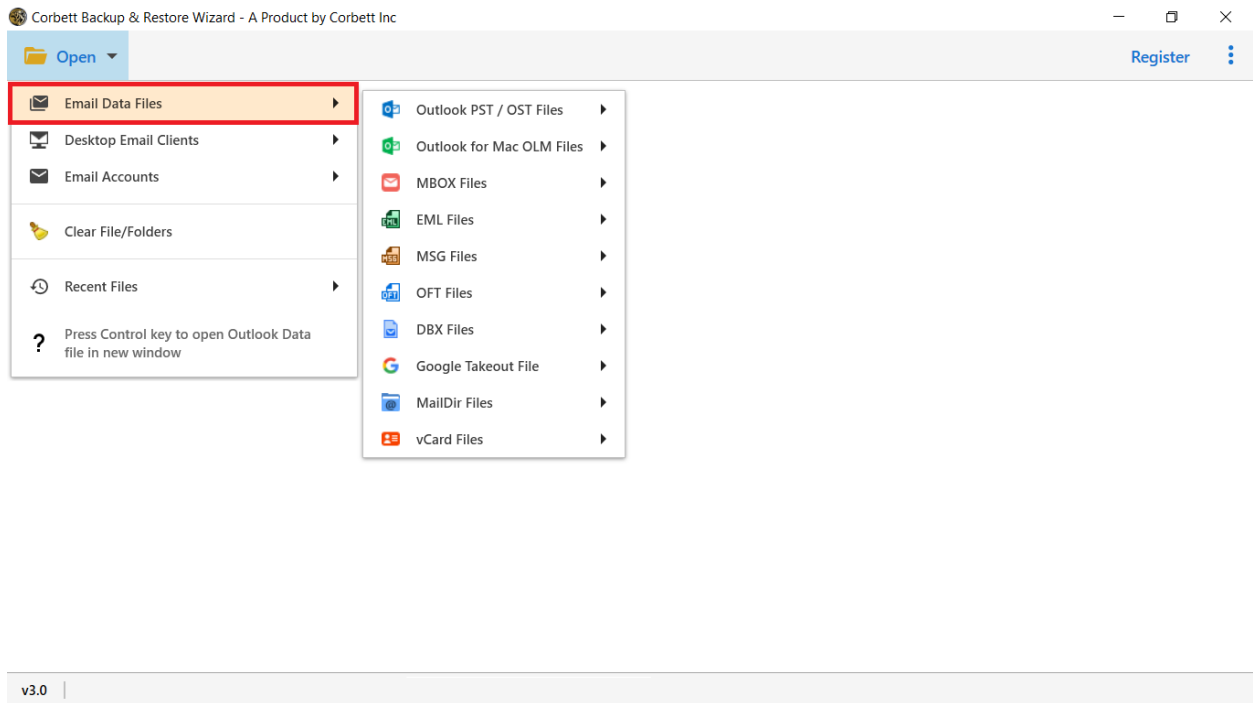 Corbett Backup & Restore Wizard - A Product by Corbett Inc
Open
Register
Email Data Files
Desktop Email Clients
Email Accounts
Clear File/Folders
Recent Files
?
Press Control key to open Outlook Data
file in new window
Outlook PST / OST Files
Outlook for Mac OLM Files
MBOX Files
EML
EML Files
MSG
MSG Files
OFT
OFT Files
DBX Files
Google Takeout File
MailDir Files
vCard Files
v3.0